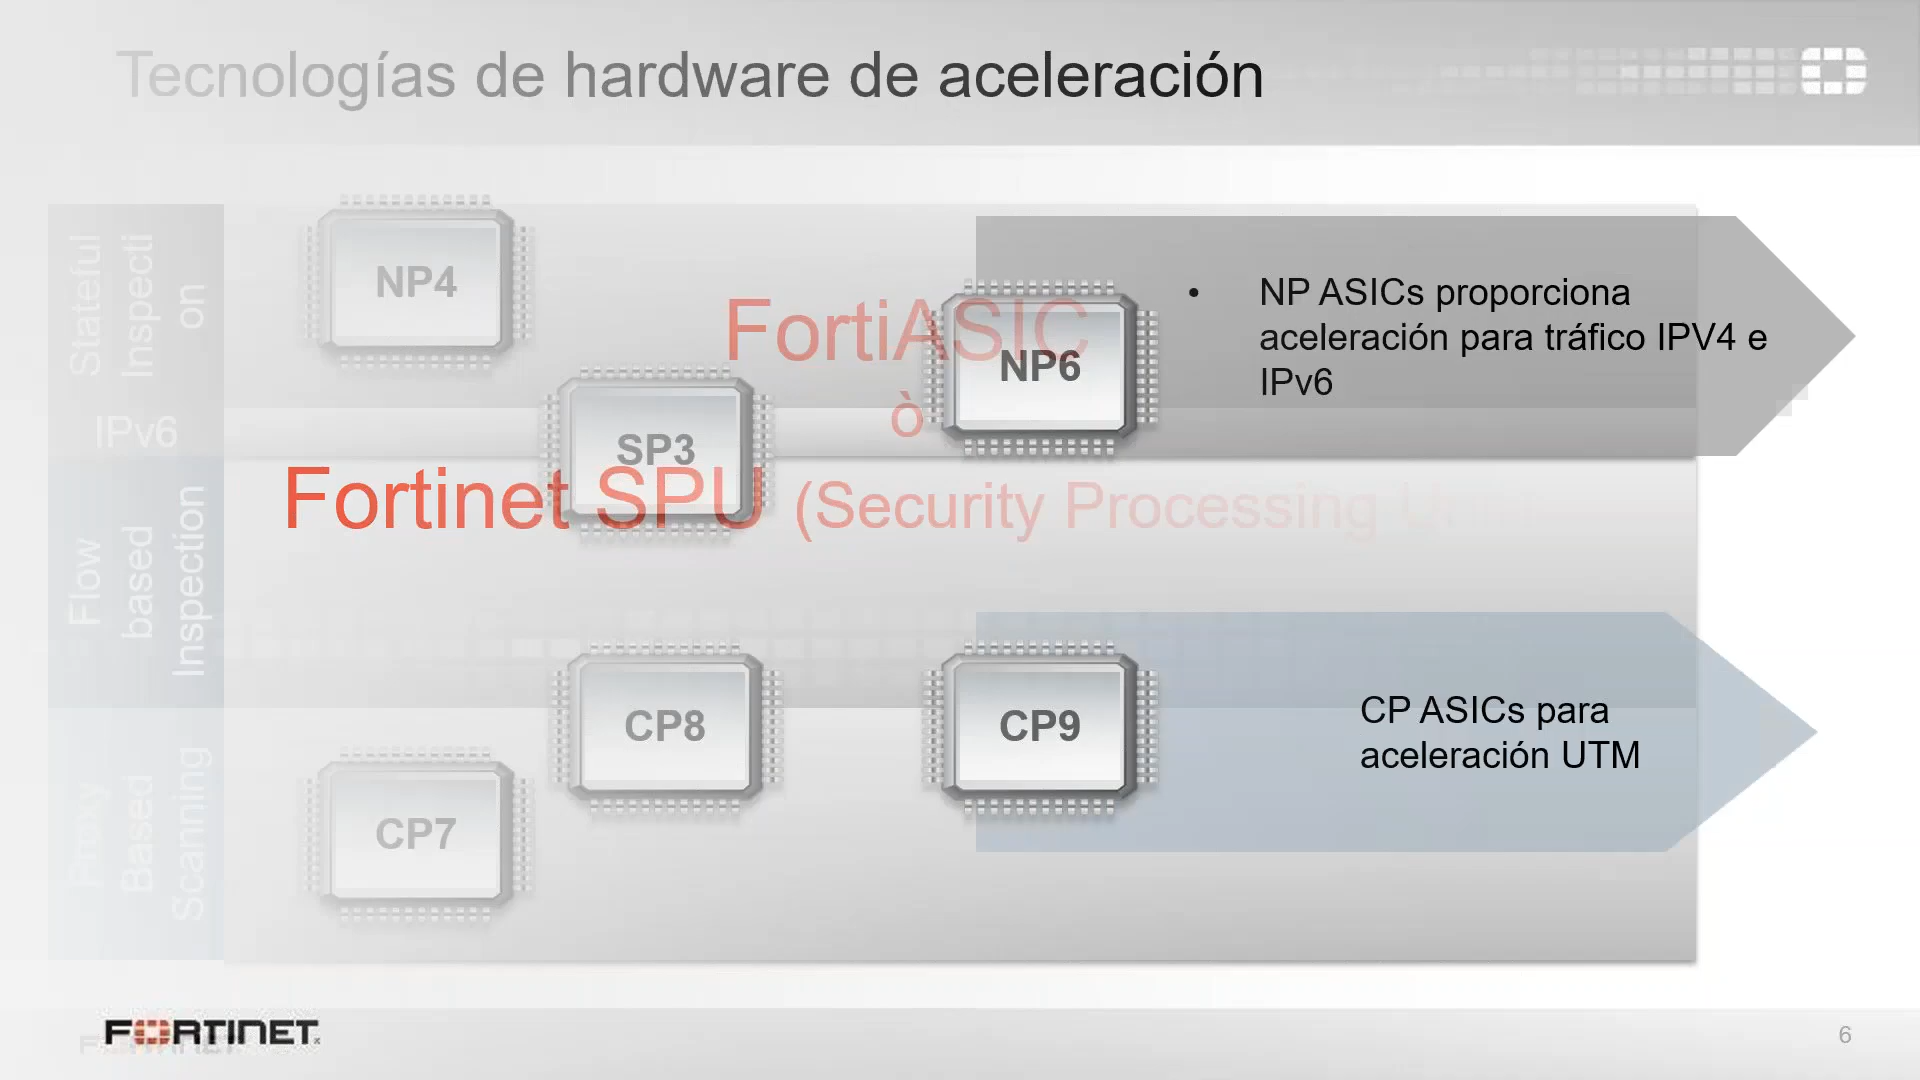 Tecnologías de hardware de aceleración
Stateful
Inspecti
on
IPv6
Flow
based
Inspection
Proxy
Based
Scanning
NP4
SP3
NP6
FortiASIC
ò
Fortinet SPU (Security Processing
• NP ASICs proporciona
aceleración para tráfico IPV4 e
IPv6
CP8
CP9
CP7
CP ASICs para
aceleración UTM
FORTINET
6